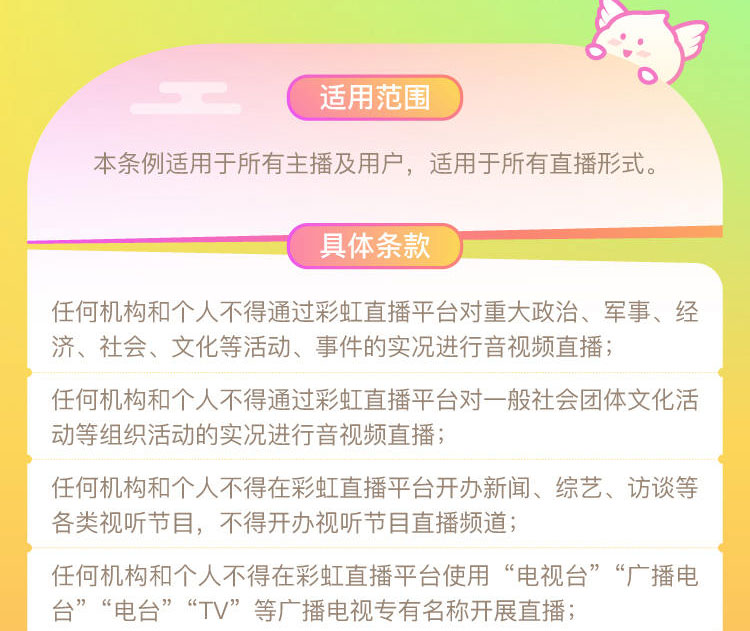 适用范围
本条例适用于所有主播及用户，适用于所有直播形式。
具体条款
任何机构和个人不得通过彩虹直播平台对重大政治、军事、经
济、社会、文化等活动、事件的实况进行音视频直播；
任何机构和个人不得通过彩虹直播平台对一般社会团体文化活
动等组织活动的实况进行音视频直播；
任何机构和个人不得在彩虹直播平台开办新闻、综艺、访谈等
各类视听节目，不得开办视听节目直播频道；
任何机构和个人不得在彩虹直播平台使用“电视台”“广播电
台”“电台”“TV”等广播电视专有名称开展直播；